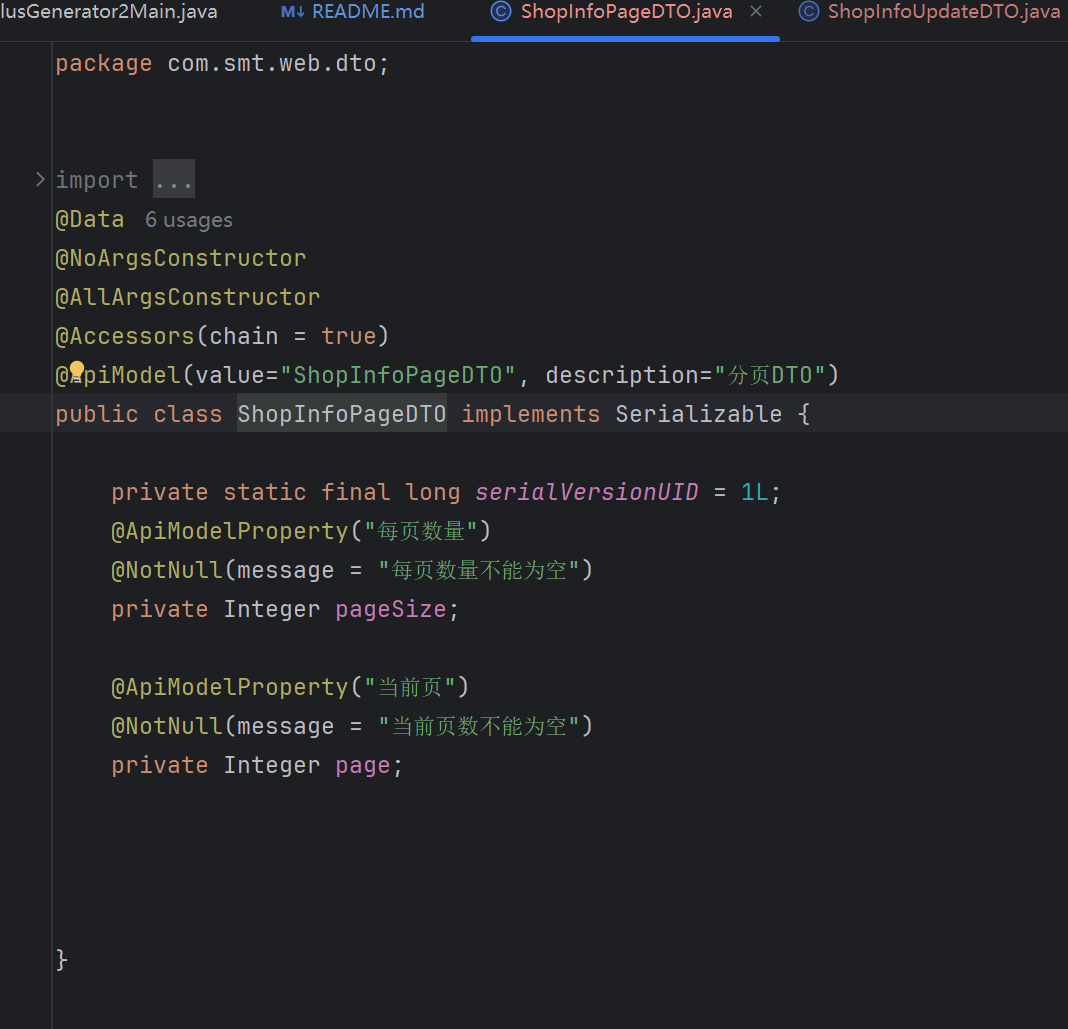 lusGenerator2Main.java M↓ README.md © ShopInfoPageDTO.java × © ShopInfoUpdateDTO.java
package com.smt.web.dto;
import ...
@Data 6 usages
@NoArgsConstructor
@AllArgsConstructor
@Accessors(chain = true)
@ApiModel(value="ShopInfoPageDTO", description="分页DTO")
public class ShopInfoPageDTO implements Serializable {
private static final long serialVersionUID = 1L;
@ApiModelProperty("每页数量")
@NotNull(message = "每页数量不能为空")
private Integer pageSize;
@ApiModelProperty("当前页")
@NotNull(message = "当前页数不能为空")
private Integer page;
}